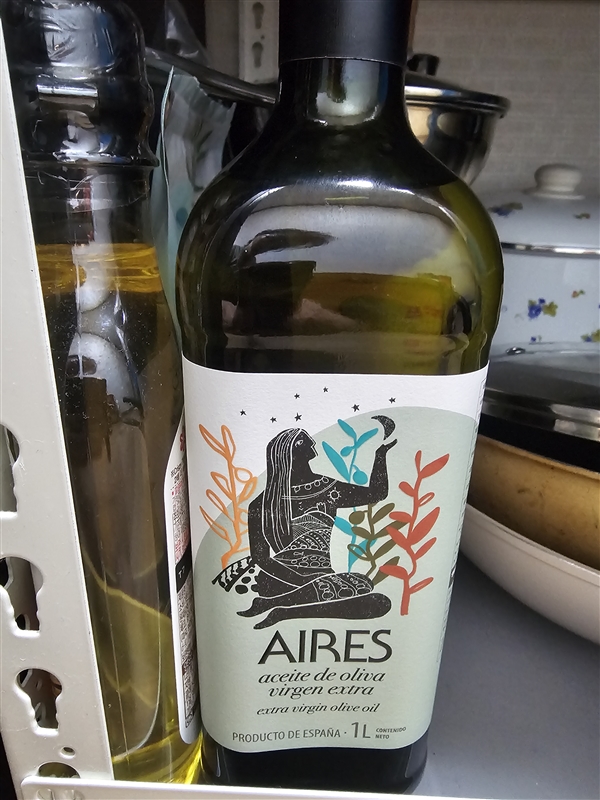 AIRES
aceite de oliva
virgen extra
extra virgin olive oil
PRODUCTO DE ESPAÑA · 1L CONTENIDO
NETO